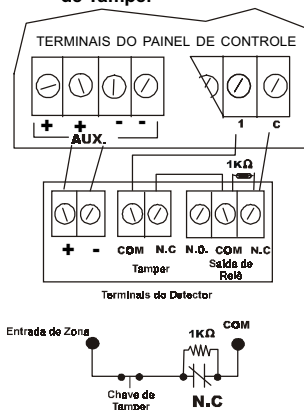 de Tamper
TERMINAIS DO PAINEL DE CONTROLE
+ + - - 1 C
AUX.
1KΩ
+ - COM N.C N.O. COM N.C
Tamper Saída de
Relê
Terminais do Detector
Entrada de Zona 1KΩ COM
Chave de
Tamper N.C